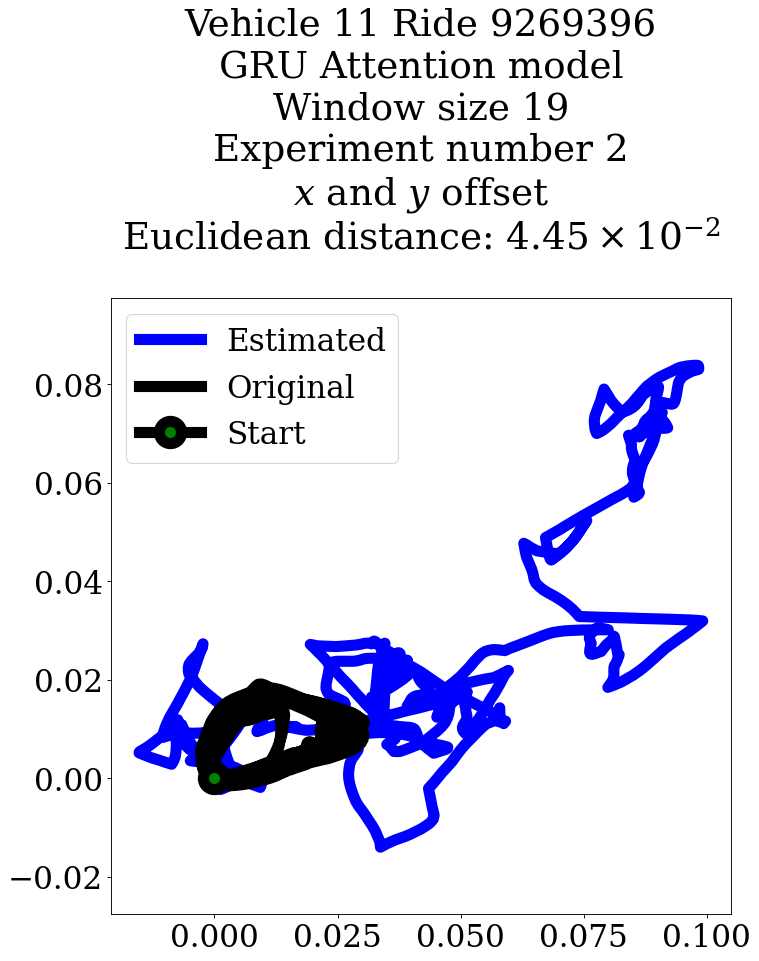 Vehicle 11 Ride 9269396
GRU Attention model
Window size 19
Experiment number 2
x and y offset
Euclidean distance: 4.45 × 10⁻²
Estimated
Original
Start
0.08
0.06
0.04
0.02
0.00
−0.02
0.000 0.025 0.050 0.075 0.100